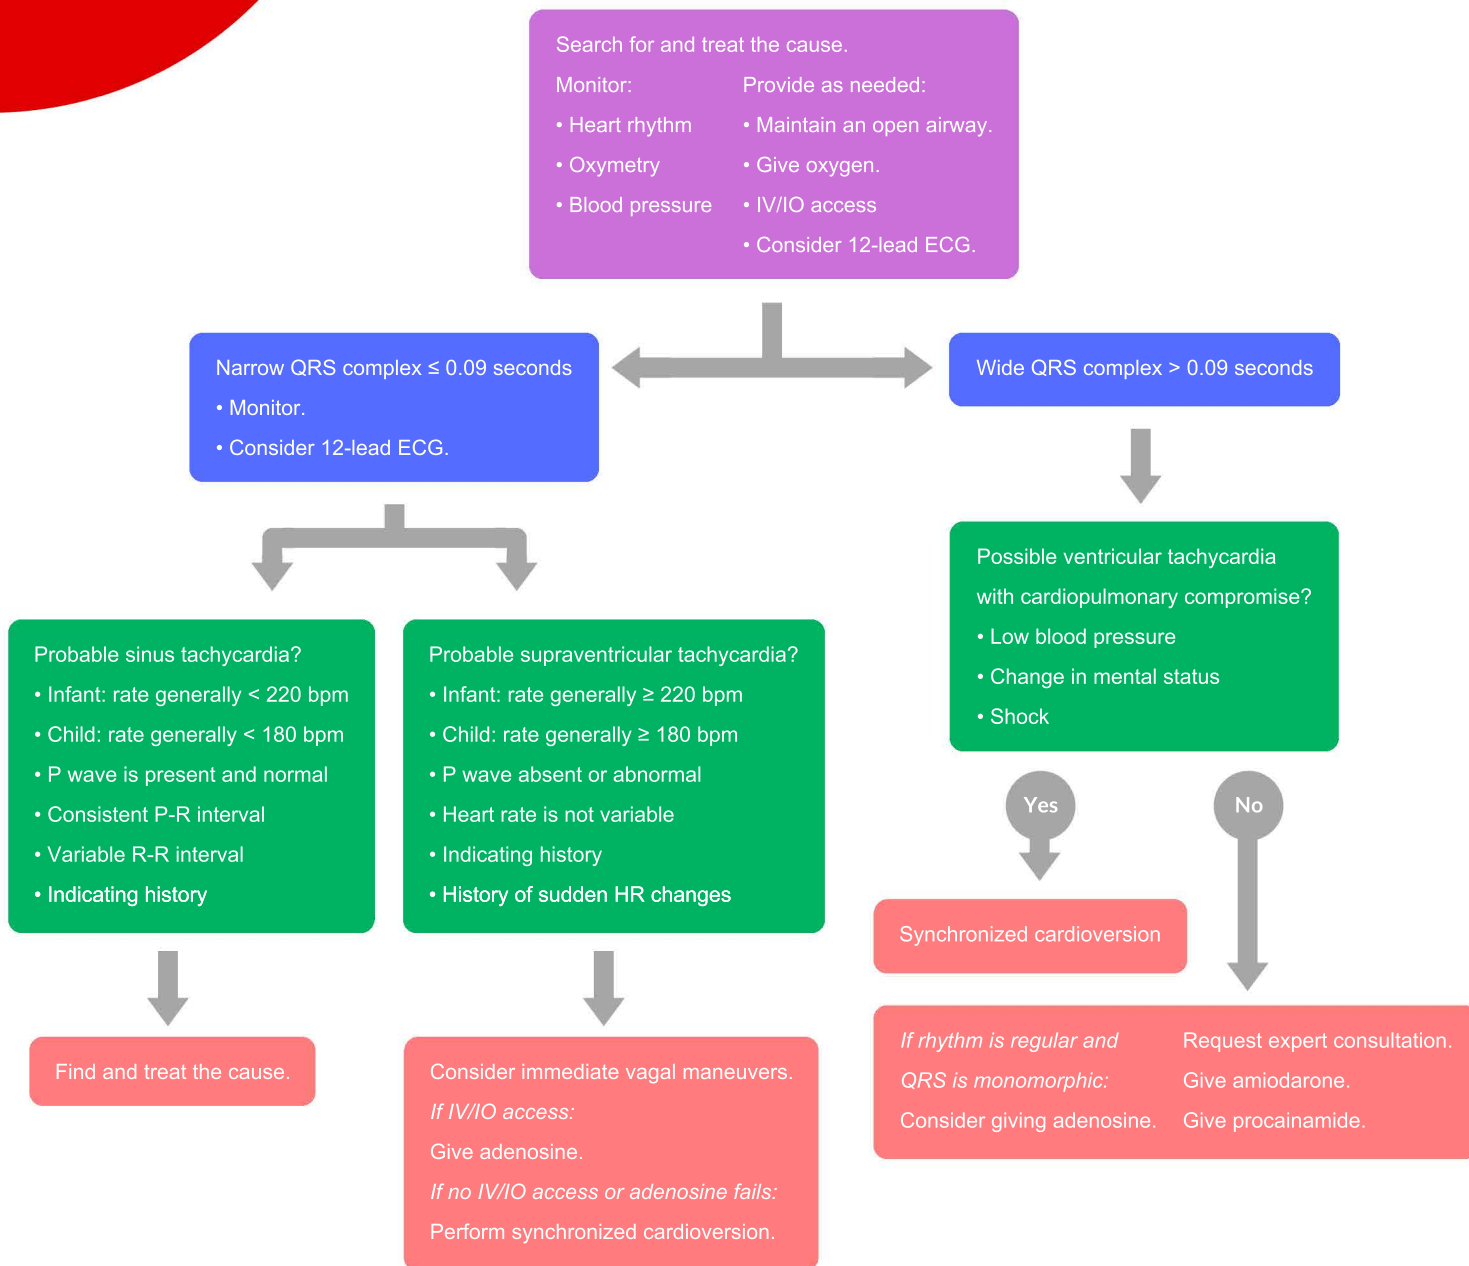 Search for and treat the cause.
Monitor:
• Heart rhythm
• Oxymetry
• Blood pressure
Provide as needed:
• Maintain an open airway.
• Give oxygen.
• IV/IO access
• Consider 12-lead ECG.
Narrow QRS complex ≤ 0.09 seconds
• Monitor.
• Consider 12-lead ECG.
Wide QRS complex > 0.09 seconds
Probable sinus tachycardia?
• Infant: rate generally < 220 bpm
• Child: rate generally < 180 bpm
• P wave is present and normal
• Consistent P-R interval
• Variable R-R interval
• Indicating history
Find and treat the cause.
Probable supraventricular tachycardia?
• Infant: rate generally ≥ 220 bpm
• Child: rate generally ≥ 180 bpm
• P wave absent or abnormal
• Heart rate is not variable
• Indicating history
• History of sudden HR changes
Consider immediate vagal maneuvers.
If IV/IO access:
Give adenosine.
If no IV/IO access or adenosine fails:
Perform synchronized cardioversion.
Possible ventricular tachycardia
with cardiopulmonary compromise?
• Low blood pressure
• Change in mental status
• Shock
Yes
No
Synchronized cardioversion
If rhythm is regular and
QRS is monomorphic:
Consider giving adenosine.
Request expert consultation.
Give amiodarone.
Give procainamide.